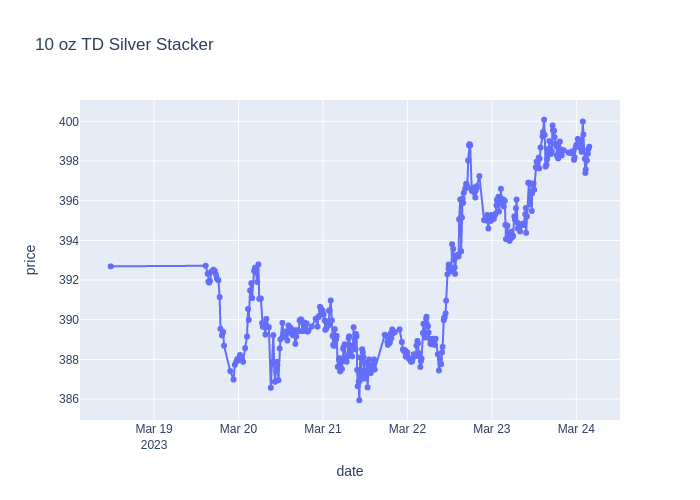 10 oz TD Silver Stacker
price
400
398
396
394
392
390
388
386
Mar 19
2023
Mar 20
Mar 21
Mar 22
Mar 23
Mar 24
date